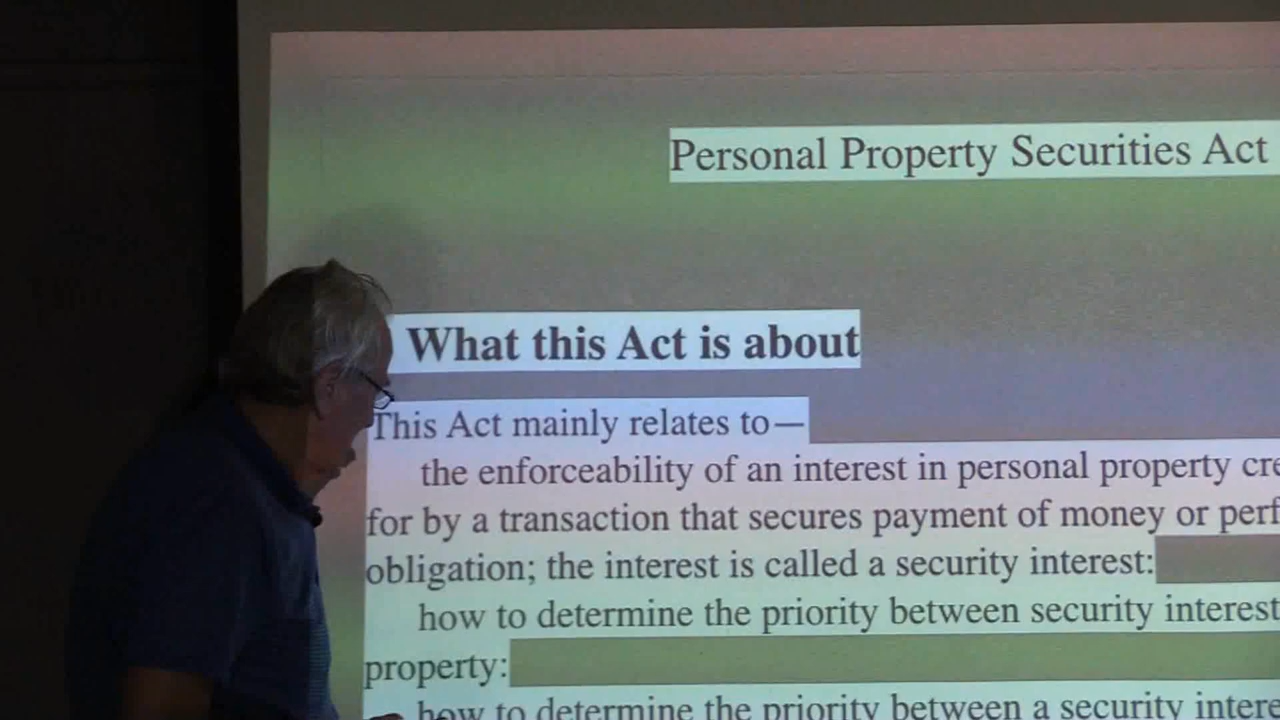 Personal Property Securities Act
What this Act is about
This Act mainly relates to—
the enforceability of an interest in personal property
for by a transaction that secures payment of money or
obligation; the interest is called a security interest:
how to determine the priority between security interest
property:
how to determine the priority between a security